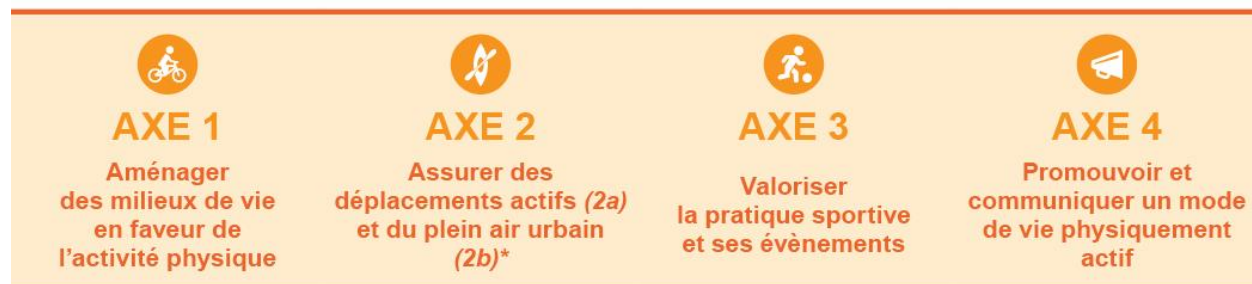 AXE 1
Aménager
des milieux de vie
en faveur de
l'activité physique
AXE 2
Assurer des
déplacements actifs (2a)
et du plein air urbain
(2b)*
AXE 3
Valoriser
la pratique sportive
et ses évènements
AXE 4
Promouvoir et
communiquer un mode
de vie physiquement
actif